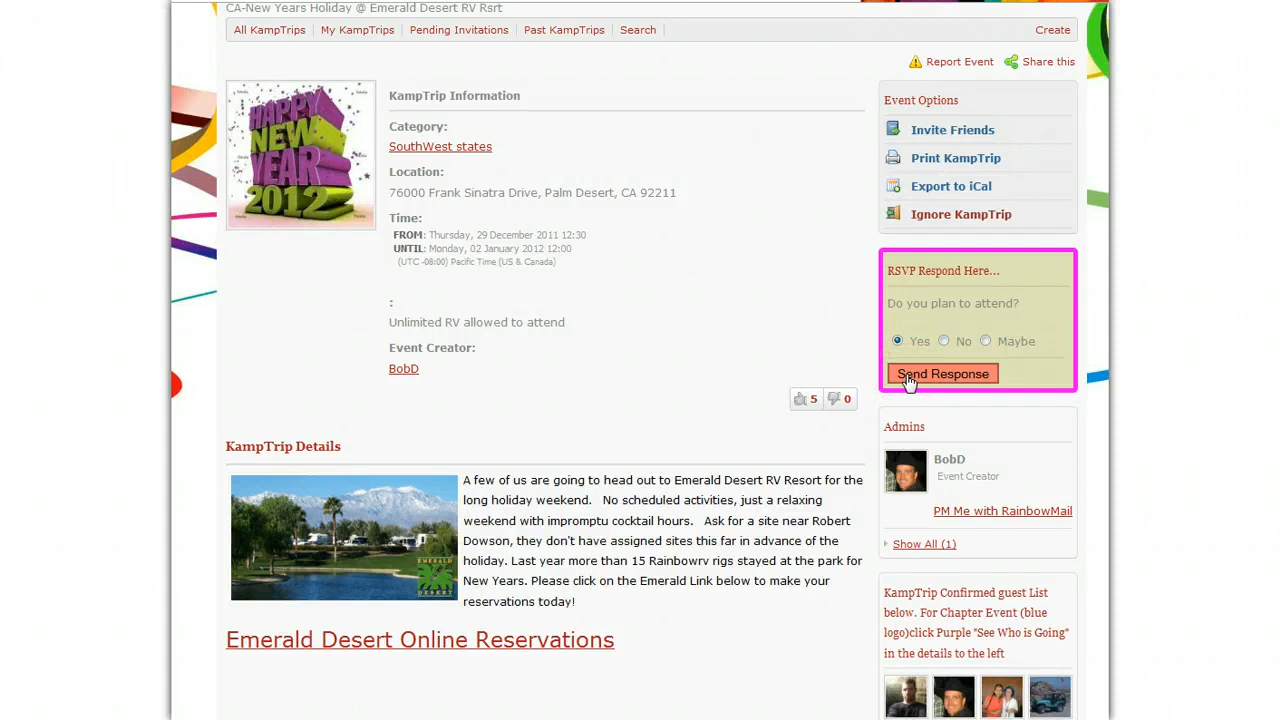 CA-New Years Holiday @ Emerald Desert RV Rsrt
All KampTrips My KampTrips Pending Invitations Past KampTrips Search Create
Report Event Share this
HAPPY
NEW
YEAR
2012
KampTrip Information
Category:
SouthWest states
Location:
76000 Frank Sinatra Drive, Palm Desert, CA 92211
Time:
FROM: Thursday, 29 December 2011 12:30
UNTIL: Monday, 02 January 2012 12:00
(UTC -08:00) Pacific Time (US & Canada)
:
Unlimited RV allowed to attend
Event Creator:
BobD
5 0
KampTrip Details
A few of us are going to head out to Emerald Desert RV Resort for the
long holiday weekend. No scheduled activities, just a relaxing
weekend with impromptu cocktail hours. Ask for a site near Robert
Dowson, they don't have assigned sites this far in advance of the
holiday. Last year more than 15 Rainbowrv rigs stayed at the park for
New Years. Please click on the Emerald Link below to make your
reservations today!
EMERALD
DESERT
Emerald Desert Online Reservations
Event Options
Invite Friends
Print KampTrip
Export to iCal
Ignore KampTrip
RSVP Respond Here...
Do you plan to attend?
Yes No Maybe
Send Response
Admins
BobD
Event Creator
PM Me with RainbowMail
Show All (1)
KampTrip Confirmed guest List
below. For Chapter Event (blue
logo)click Purple "See Who is Going"
in the details to the left